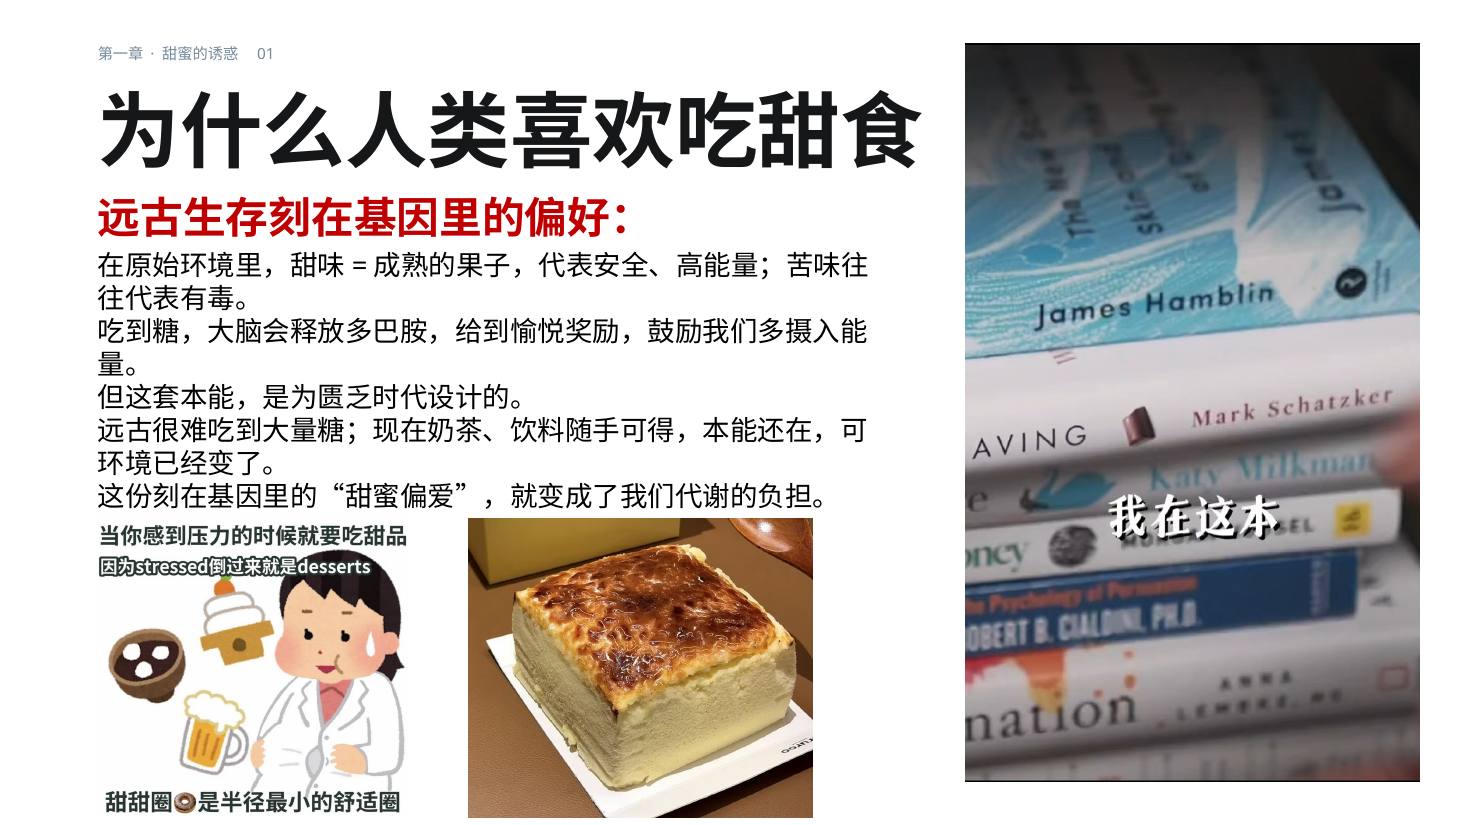 第一章 · 甜蜜的诱惑 01
为什么人类喜欢吃甜食
远古生存刻在基因里的偏好：
在原始环境里，甜味 = 成熟的果子，代表安全、高能量；苦味往
往代表有毒。
吃到糖，大脑会释放多巴胺，给到愉悦奖励，鼓励我们多摄入能
量。
但这套本能，是为匮乏时代设计的。
远古很难吃到大量糖；现在奶茶、饮料随手可得，本能还在，可
环境已经变了。
这份刻在基因里的“甜蜜偏爱”，就变成了我们代谢的负担。
当你感到压力的时候就要吃甜品
因为stressed倒过来就是desserts
甜甜圈🍩是半径最小的舒适圈
James Hamblin
Mark Schatzker
AVING
Katy Milkman
我在这本
oney
The Psychology of Persuasion
ROBERT B. CIALDINI, PH.D.
nation
ANNA
LEMBKE, MD